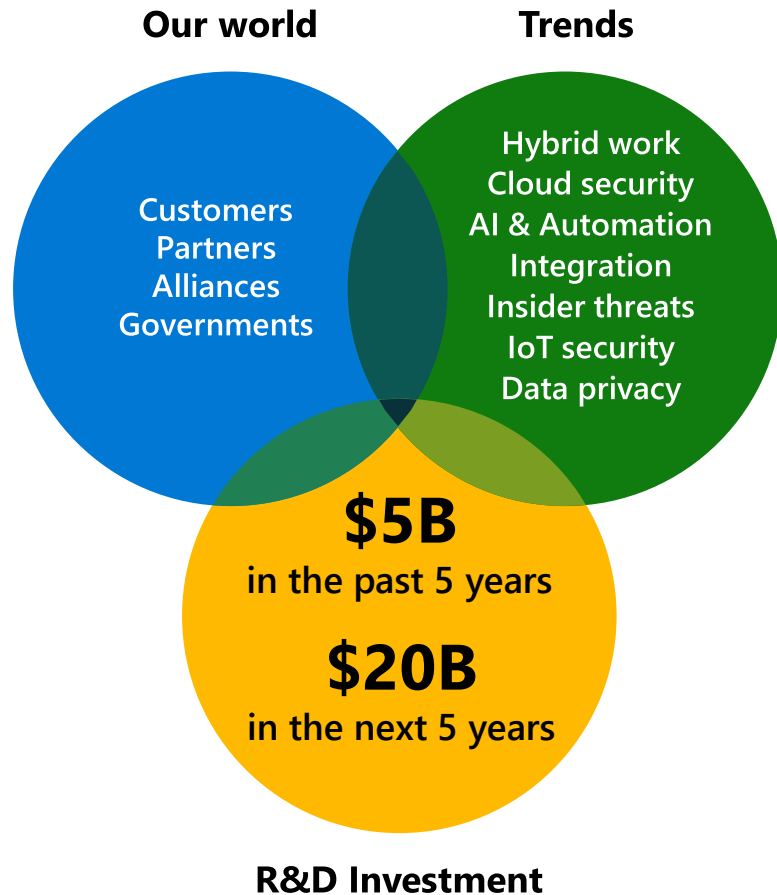 Our world
Trends
Customers
Partners
Alliances
Governments
Hybrid work
Cloud security
AI & Automation
Integration
Insider threats
IoT security
Data privacy
$5B
in the past 5 years
$20B
in the next 5 years
R&D Investment